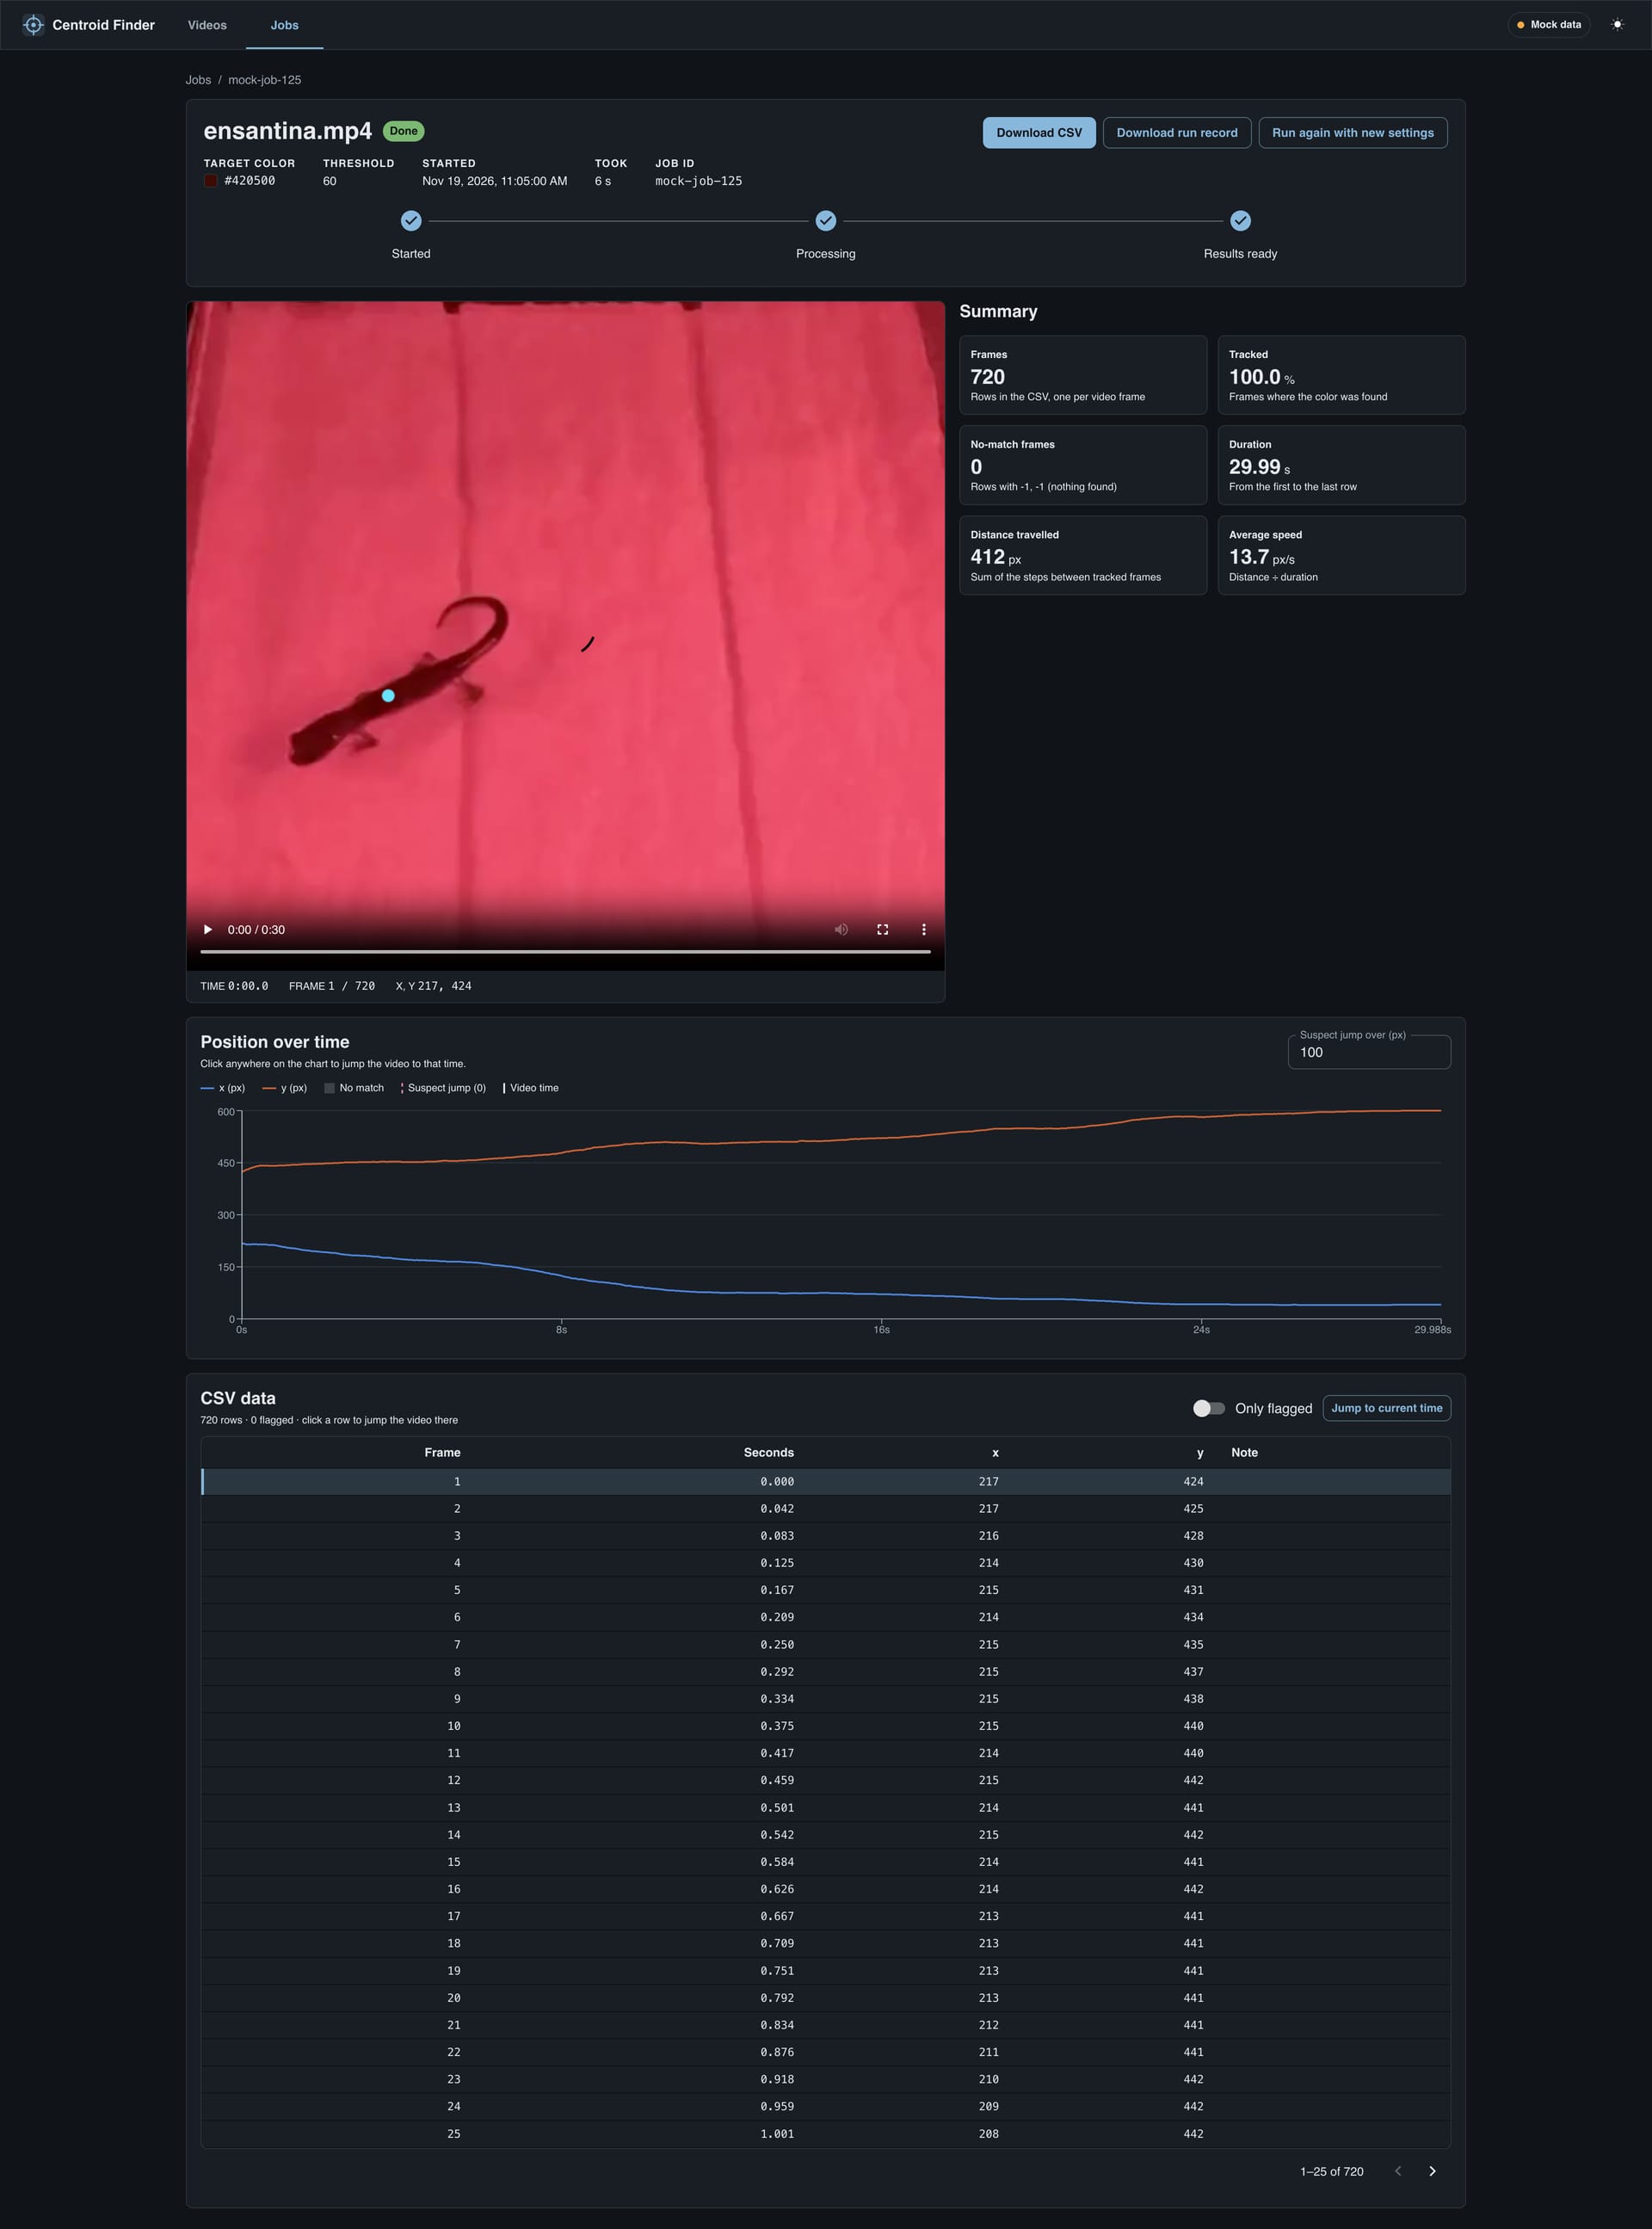 Centroid Finder Videos Jobs Mock data
Jobs / mock-job-125
ensantina.mp4 Done Download CSV Download run record Run again with new settings
TARGET COLOR THRESHOLD STARTED TOOK JOB ID
#420500 60 Nov 19, 2026, 11:05:00 AM 6 s mock-job-125
Started Processing Results ready
0:00 / 0:30
TIME 0:00.0 FRAME 1 / 720 X, Y 217, 424
Summary
Frames
720
Rows in the CSV, one per video frame
Tracked
100.0 %
Frames where the color was found
No-match frames
0
Rows with -1, -1 (nothing found)
Duration
29.99 s
From the first to the last row
Distance travelled
412 px
Sum of the steps between tracked frames
Average speed
13.7 px/s
Distance ÷ duration
Position over time
Click anywhere on the chart to jump the video to that time.
Suspect jump over (px)
100
x (px) y (px) No match Suspect jump (0) Video time
600
450
300
150
0
0s 8s 16s 24s 29.988s
CSV data
720 rows · 0 flagged · click a row to jump the video there
Only flagged Jump to current time
Frame Seconds x y Note
1 0.000 217 424
2 0.042 217 425
3 0.083 216 428
4 0.125 214 430
5 0.167 215 431
6 0.209 214 434
7 0.250 215 435
8 0.292 215 437
9 0.334 215 438
10 0.375 215 440
11 0.417 214 440
12 0.459 215 442
13 0.501 214 441
14 0.542 215 442
15 0.584 214 441
16 0.626 214 442
17 0.667 213 441
18 0.709 213 441
19 0.751 213 441
20 0.792 213 441
21 0.834 212 441
22 0.876 211 441
23 0.918 210 442
24 0.959 209 442
25 1.001 208 442
1–25 of 720